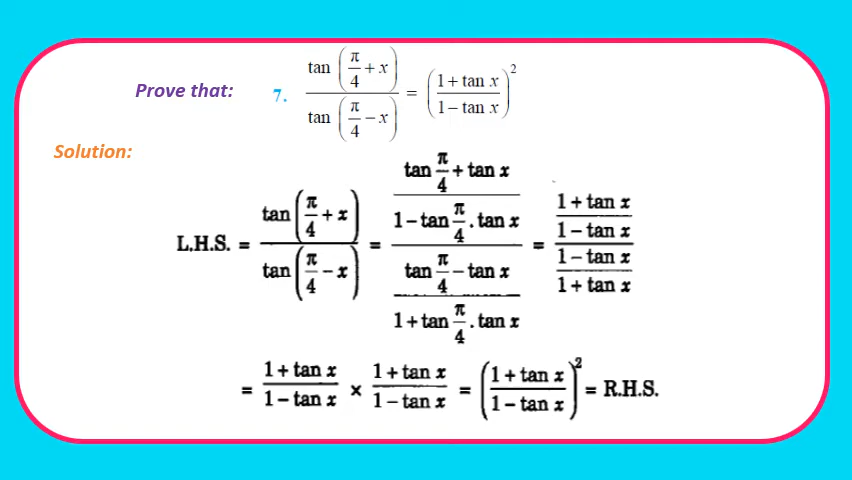 Prove that: 7. tan(π/4 + x) / tan(π/4 − x) = ((1 + tan x) / (1 − tan x))²
Solution:
L.H.S. = tan(π/4 + x) / tan(π/4 − x) = ((tan π/4 + tan x) / (1 − tan π/4 . tan x)) / ((tan π/4 − tan x) / (1 + tan π/4 . tan x)) = ((1 + tan x) / (1 − tan x)) / ((1 − tan x) / (1 + tan x))
= (1 + tan x) / (1 − tan x) × (1 + tan x) / (1 − tan x) = ((1 + tan x) / (1 − tan x))² = R.H.S.